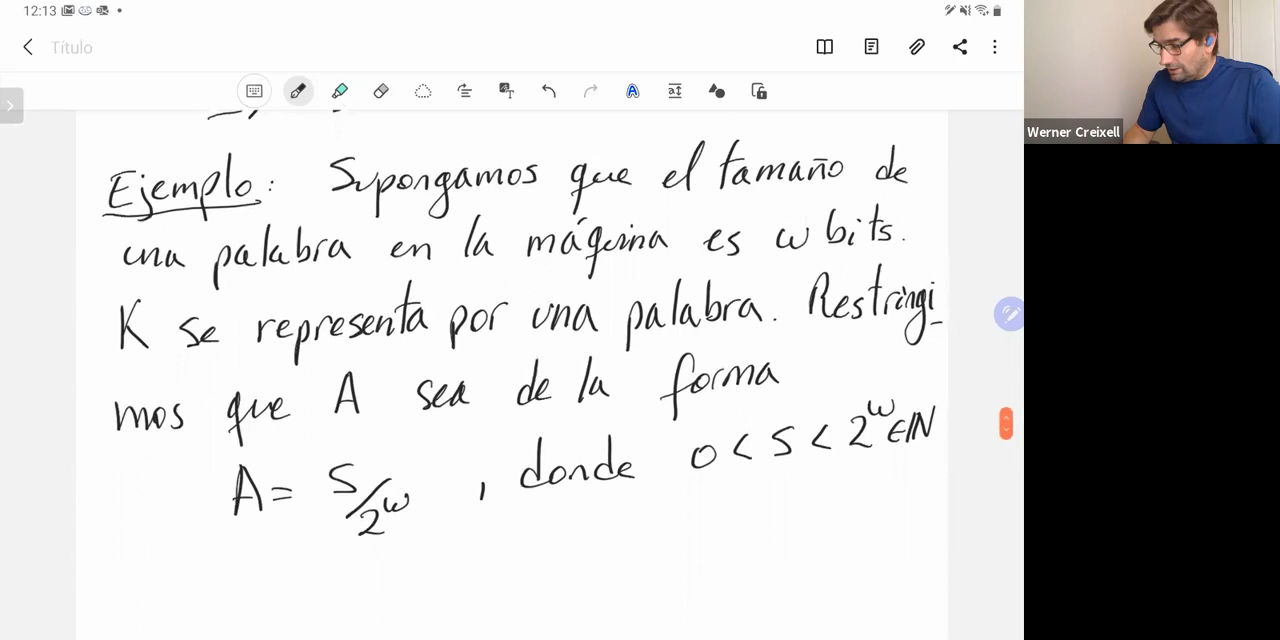 12:13
Título
Werner Creixell
Ejemplo: Supongamos que el tamaño de
una palabra en la máquina es w bits.
K se representa por una palabra. Restringi_
mos que A sea de la forma
A = S/2^w , donde 0 < S < 2^w ∈ ℕ